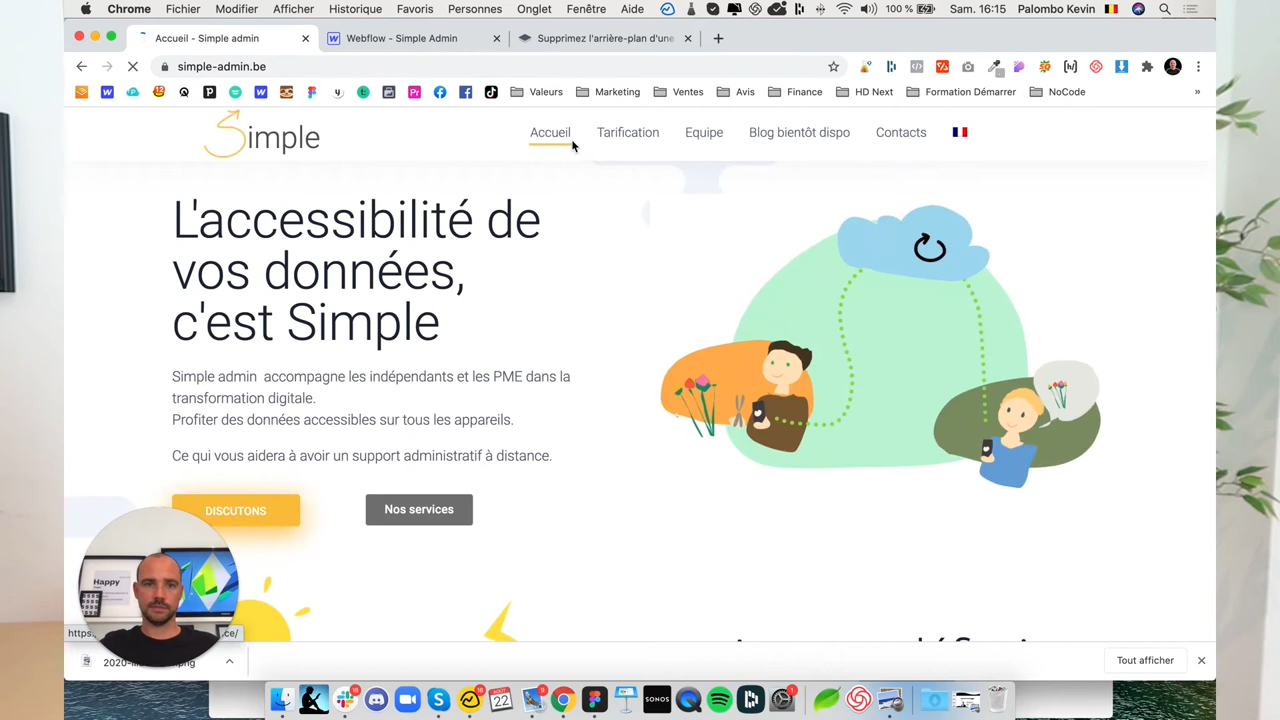 Chrome Fichier Modifier Afficher Historique Favoris Personnes Onglet Fenêtre Aide 100 % Sam. 16:15 Palombo Kevin
Accueil - Simple admin
Webflow - Simple Admin
Supprimez l'arrière-plan d'une
simple-admin.be
Valeurs Marketing Ventes Avis Finance HD Next Formation Démarrer NoCode
Simple
Accueil Tarification Equipe Blog bientôt dispo Contacts
L'accessibilité de
vos données,
c'est Simple
Simple admin accompagne les indépendants et les PME dans la
transformation digitale.
Profiter des données accessibles sur tous les appareils.
Ce qui vous aidera à avoir un support administratif à distance.
DISCUTONS
Nos services
Happy
https:
ce/
Tout afficher
SONOS